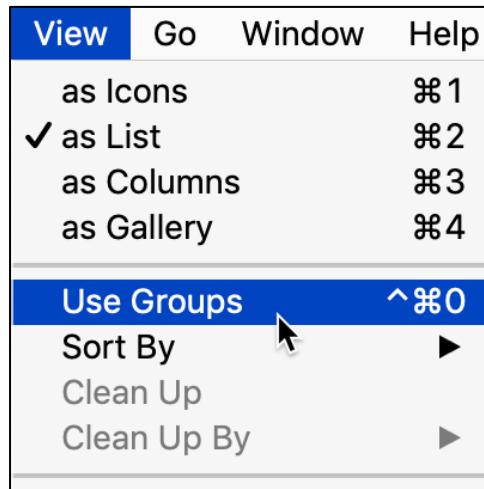 View Go Window Help
as Icons ⌘1
✓ as List ⌘2
as Columns ⌘3
as Gallery ⌘4
Use Groups ^⌘0
Sort By ▶
Clean Up
Clean Up By ▶